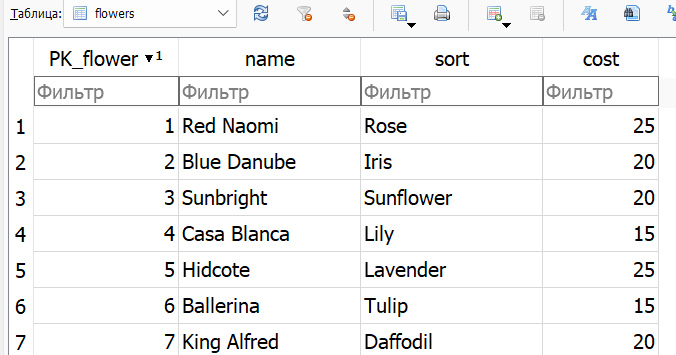 Таблица: flowers
PK_flower 1 name sort cost
Фильтр Фильтр Фильтр Фильтр
1 1 Red Naomi Rose 25
2 2 Blue Danube Iris 20
3 3 Sunbright Sunflower 20
4 4 Casa Blanca Lily 15
5 5 Hidcote Lavender 25
6 6 Ballerina Tulip 15
7 7 King Alfred Daffodil 20